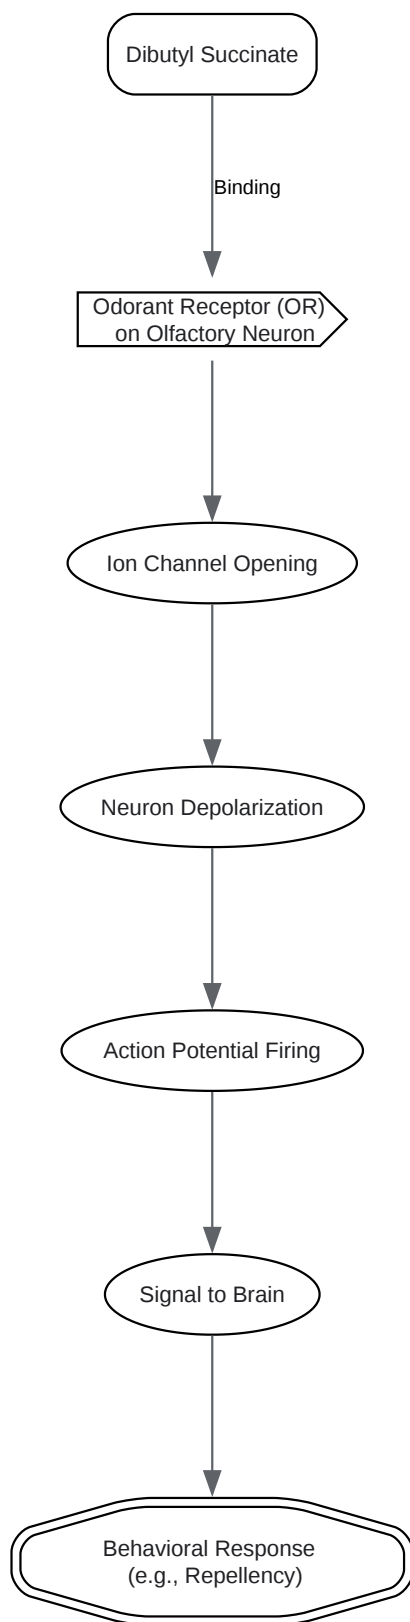 Dibutyl Succinate
Binding
Odorant Receptor (OR)
on Olfactory Neuron
Ion Channel Opening
Neuron Depolarization
Action Potential Firing
Signal to Brain
Behavioral Response
(e.g., Repellency)